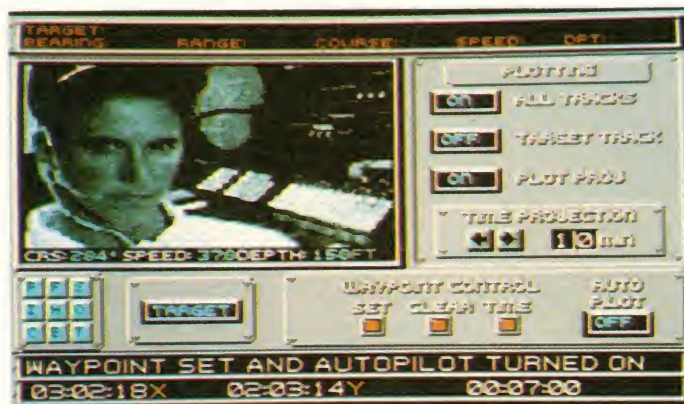 TARGET:
BEARING: RANGE: COURSE: SPEED: DPT:
PLOTTING
ON ALL TRACKS
OFF TARGET TRACK
ON PLOT PROJ
TIME PROJECTION
10 min
CRS:284° SPEED: 37 DEPTH: 150FT
WAYPOINT CONTROL
SET CLEAR TIME
AUTO
PILOT
OFF
TARGET
WAYPOINT SET AND AUTOPILOT TURNED ON
03:02:18X 02:03:14Y 00:07:00